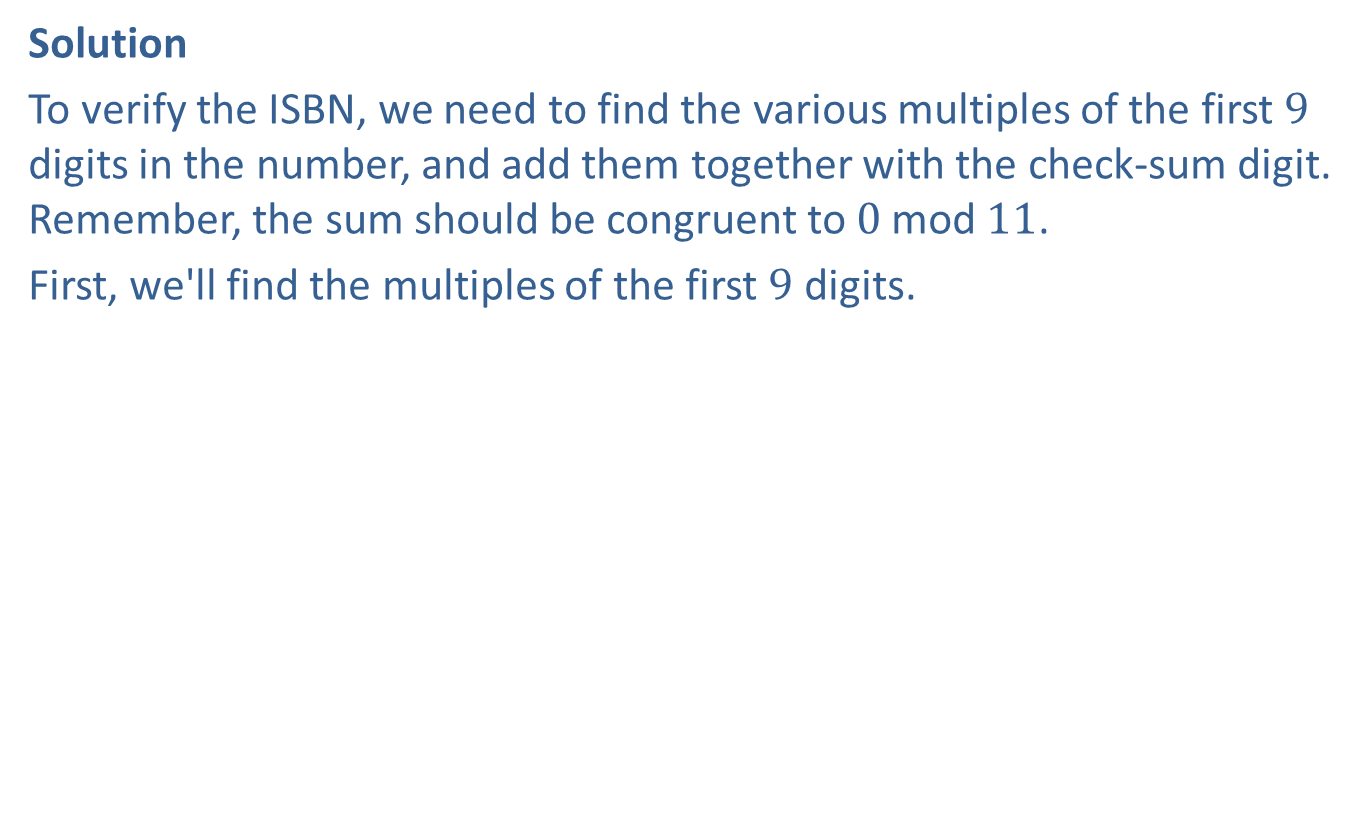 Solution
To verify the ISBN, we need to find the various multiples of the first 9
digits in the number, and add them together with the check-sum digit.
Remember, the sum should be congruent to 0 mod 11.
First, we'll find the multiples of the first 9 digits.